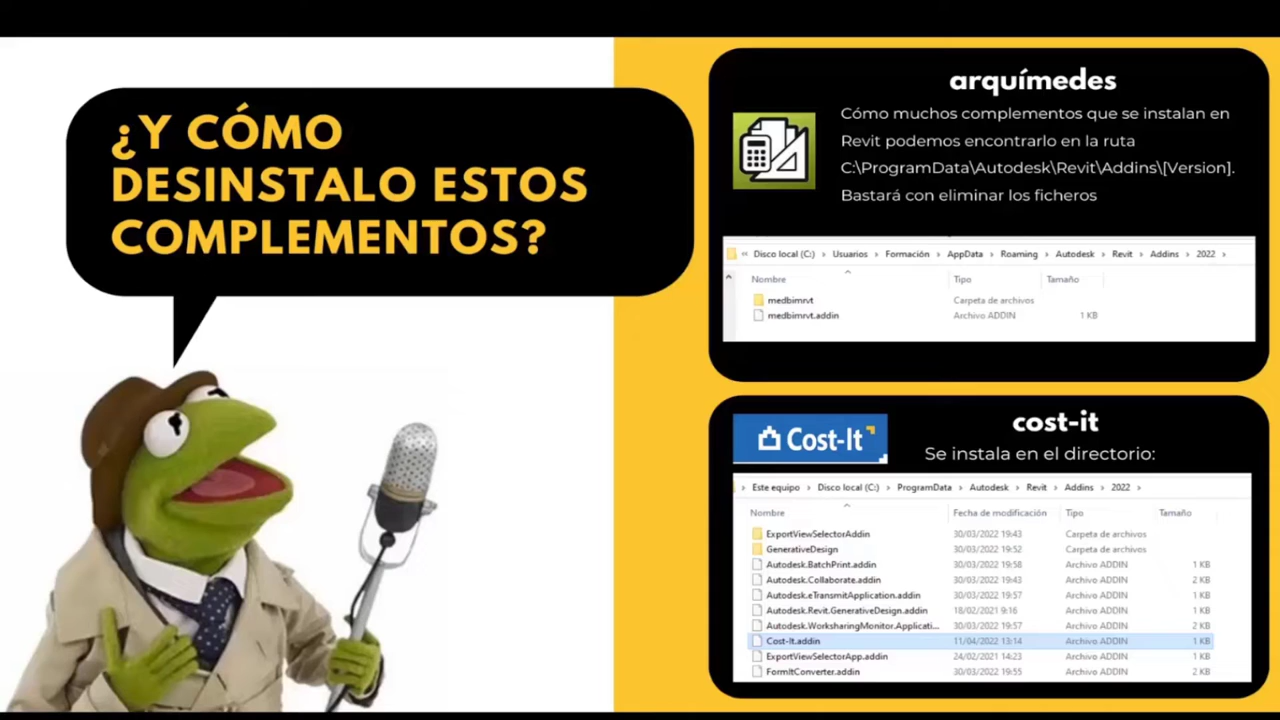 ¿Y CÓMO
DESINSTALO ESTOS
COMPLEMENTOS?
arquímedes
Cómo muchos complementos que se instalan en
Revit podemos encontrarlo en la ruta
C:\ProgramData\Autodesk\Revit\Addins\[Version].
Bastará con eliminar los ficheros
« Disco local (C:) › Usuarios › Formación › AppData › Roaming › Autodesk › Revit › Addins › 2022 ›
Nombre Tipo Tamaño
medbimrvt Carpeta de archivos
medbimrvt.addin Archivo ADDIN 1 KB
Cost-It
cost-it
Se instala en el directorio:
› Este equipo › Disco local (C:) › ProgramData › Autodesk › Revit › Addins › 2022 ›
Nombre Fecha de modificación Tipo Tamaño
ExportViewSelectorAddin 30/03/2022 19:43 Carpeta de archivos
GenerativeDesign 30/03/2022 19:52 Carpeta de archivos
Autodesk.BatchPrint.addin 30/03/2022 19:58 Archivo ADDIN 1 KB
Autodesk.Collaborate.addin 30/03/2022 19:43 Archivo ADDIN 2 KB
Autodesk.eTransmitApplication.addin 30/03/2022 19:57 Archivo ADDIN 1 KB
Autodesk.Revit.GenerativeDesign.addin 18/02/2021 9:16 Archivo ADDIN 1 KB
Autodesk.WorksharingMonitor.Applicati... 30/03/2022 19:57 Archivo ADDIN 2 KB
Cost-It.addin 11/04/2022 13:14 Archivo ADDIN 1 KB
ExportViewSelectorApp.addin 24/02/2021 14:23 Archivo ADDIN 1 KB
FormItConverter.addin 30/03/2022 19:55 Archivo ADDIN 2 KB